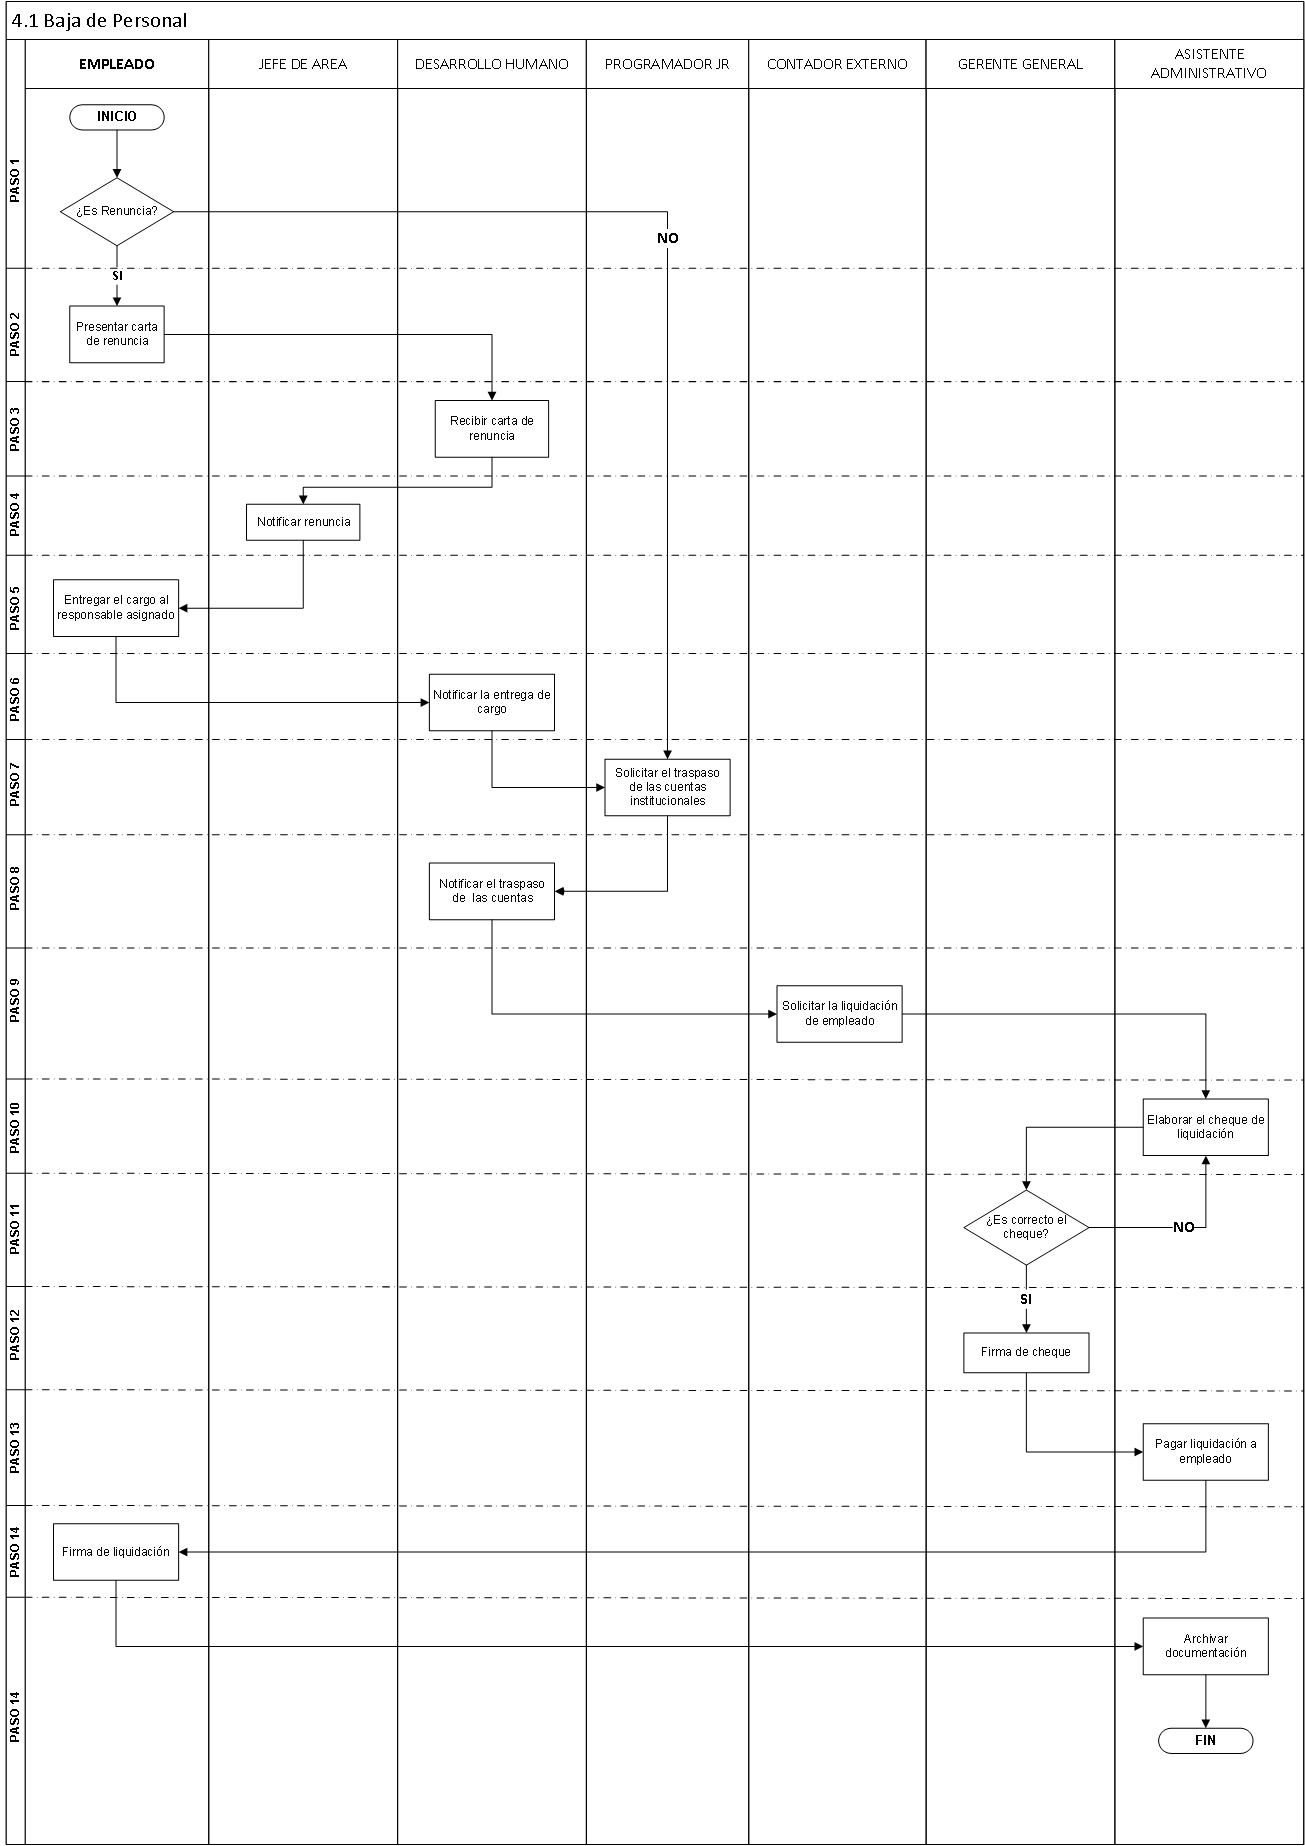 4.1 Baja de Personal
EMPLEADO
JEFE DE AREA
DESARROLLO HUMANO
PROGRAMADOR JR
CONTADOR EXTERNO
GERENTE GENERAL
ASISTENTE
ADMINISTRATIVO
PASO 1
INICIO
¿Es Renuncia?
NO
SI
PASO 2
Presentar carta
de renuncia
PASO 3
Recibir carta de
renuncia
PASO 4
Notificar renuncia
PASO 5
Entregar el cargo al
responsable asignado
PASO 6
Notificar la entrega de
cargo
PASO 7
Solicitar el traspaso
de las cuentas
institucionales
PASO 8
Notificar el traspaso
de las cuentas
PASO 9
Solicitar la liquidación
de empleado
PASO 10
Elaborar el cheque de
liquidación
PASO 11
¿Es correcto el
cheque?
NO
SI
PASO 12
Firma de cheque
PASO 13
Pagar liquidación a
empleado
PASO 14
Firma de liquidación
PASO 14
Archivar
documentación
FIN